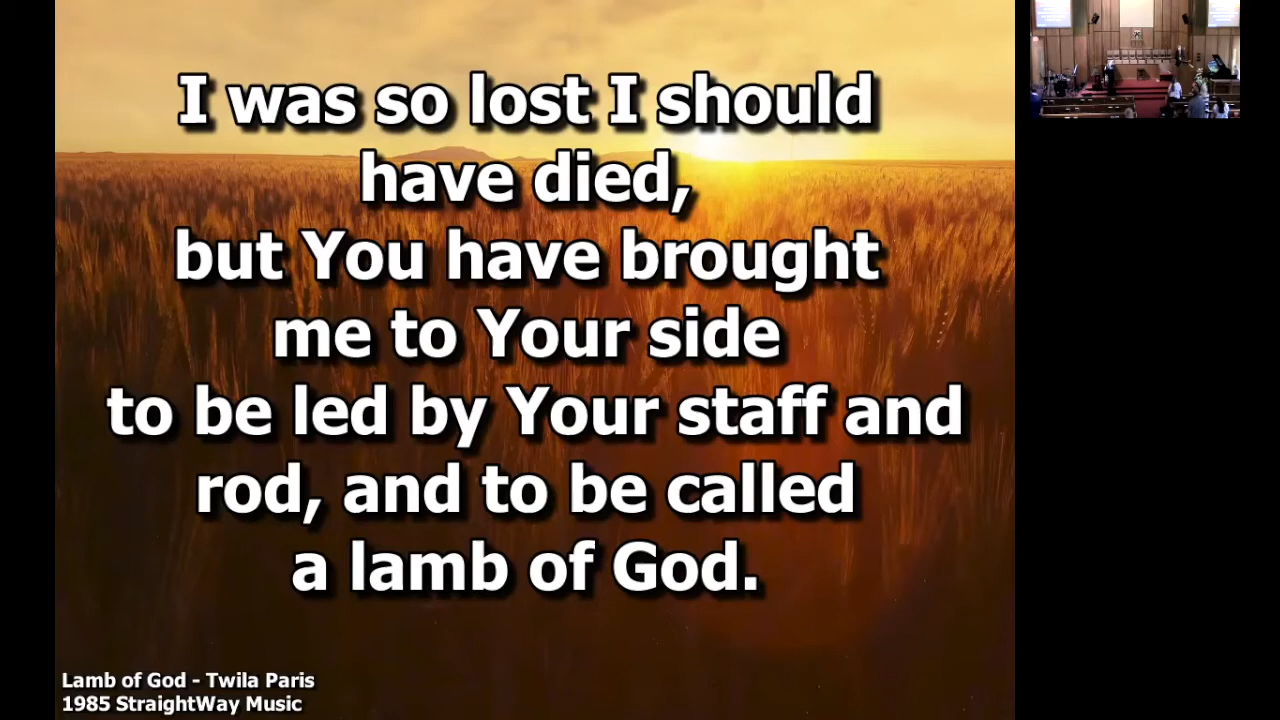 I was so lost I should
have died,
but You have brought
me to Your side
to be led by Your staff and
rod, and to be called
a lamb of God.
Lamb of God - Twila Paris
1985 StraightWay Music